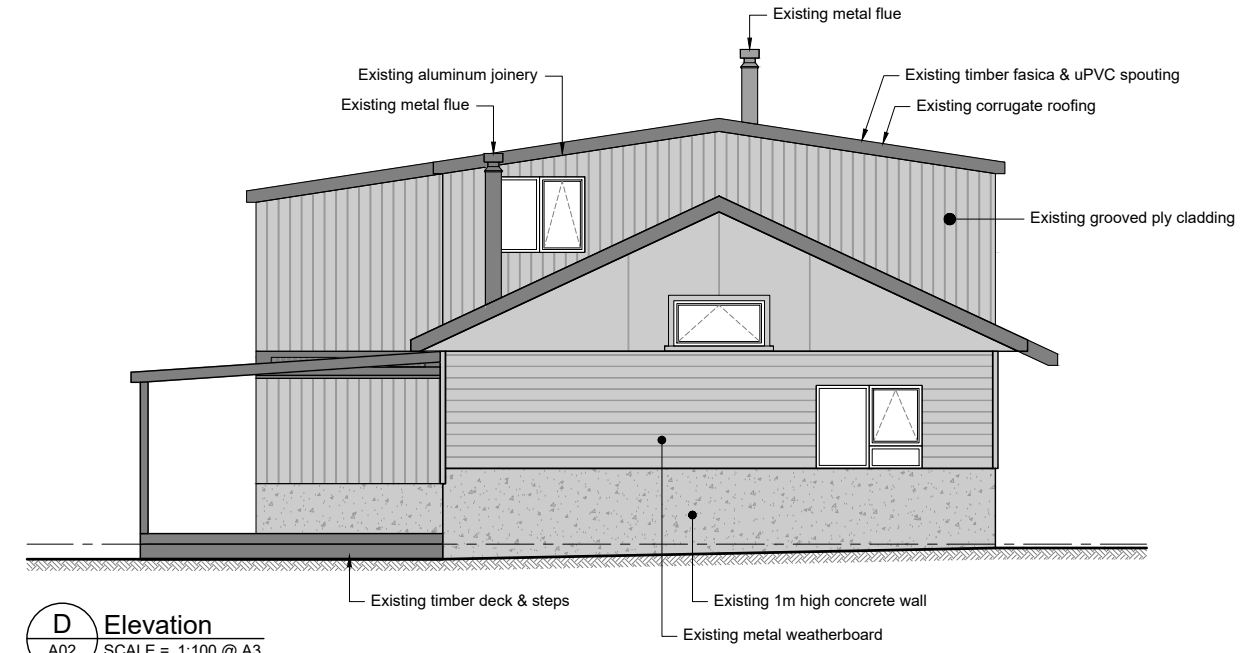 Existing metal flue
Existing aluminum joinery
Existing timber fasica & uPVC spouting
Existing metal flue
Existing corrugate roofing
Existing grooved ply cladding
Existing timber deck & steps
Existing 1m high concrete wall
Existing metal weatherboard
D
Elevation
A02
SCALE = 1:100 @ A3